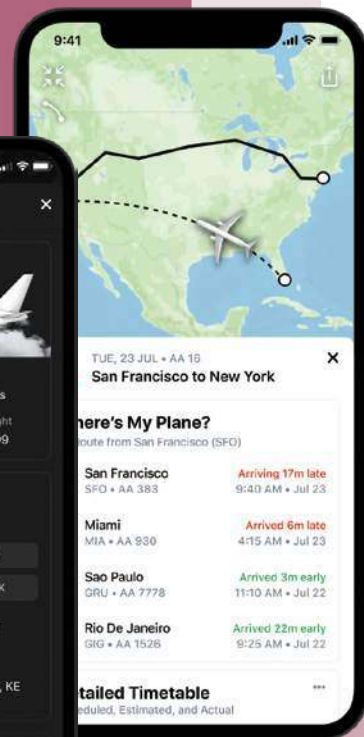 9:41
TUE, 23 JUL • AA 16
San Francisco to New York
here's My Plane?
route from San Francisco (SFO)
San Francisco
Arriving 17m late
SFO • AA 383
9:40 AM • Jul 23
Miami
Arrived 6m late
MIA • AA 930
4:15 AM • Jul 23
Sao Paulo
Arrived 3m early
GRU • AA 7778
11:10 AM • Jul 22
Rio De Janeiro
Arrived 22m early
GIG • AA 1526
9:25 AM • Jul 22
tailed Timetable
eduled, Estimated, and Actual
s
ght
9
K
, KE